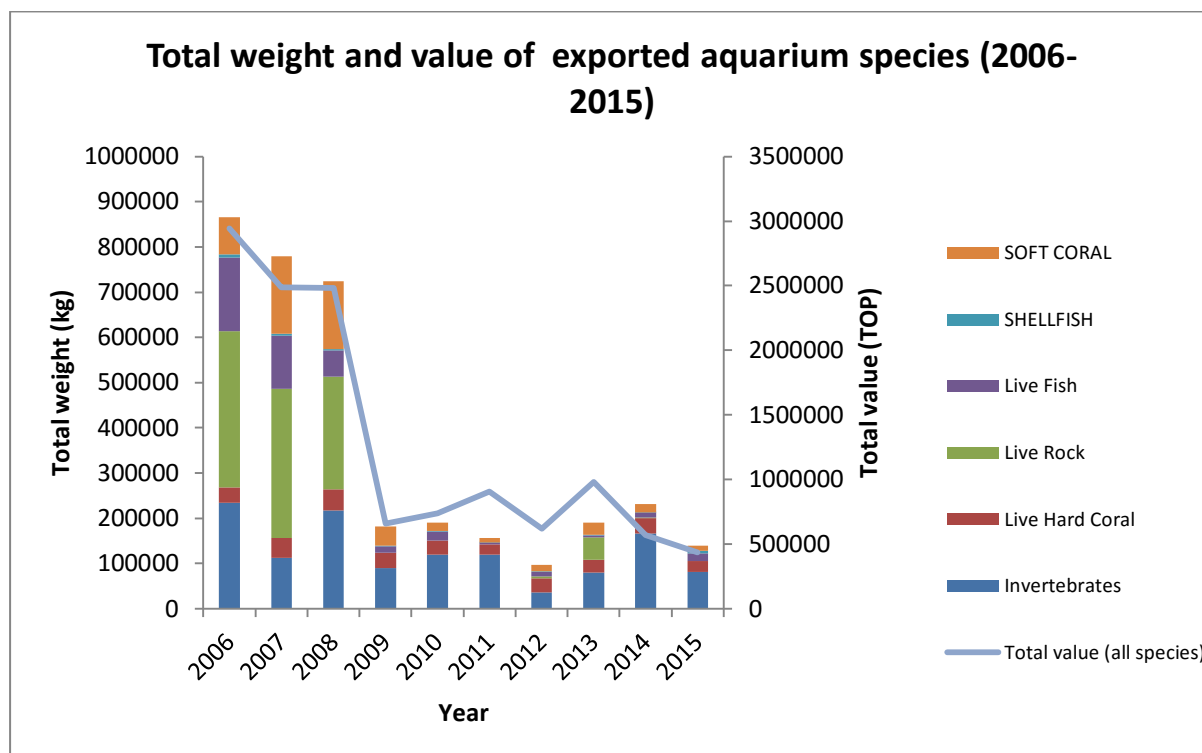 Total weight and value of exported aquarium species (2006-
2015)
Total weight (kg)
1000000
900000
800000
700000
600000
500000
400000
300000
200000
100000
0
3500000
3000000
2500000
2000000
1500000
1000000
500000
0
Total value (TOP)
2006
2007
2008
2009
2010
2011
2012
2013
2014
2015
Year
SOFT CORAL
SHELLFISH
Live Fish
Live Rock
Live Hard Coral
Invertebrates
Total value (all species)